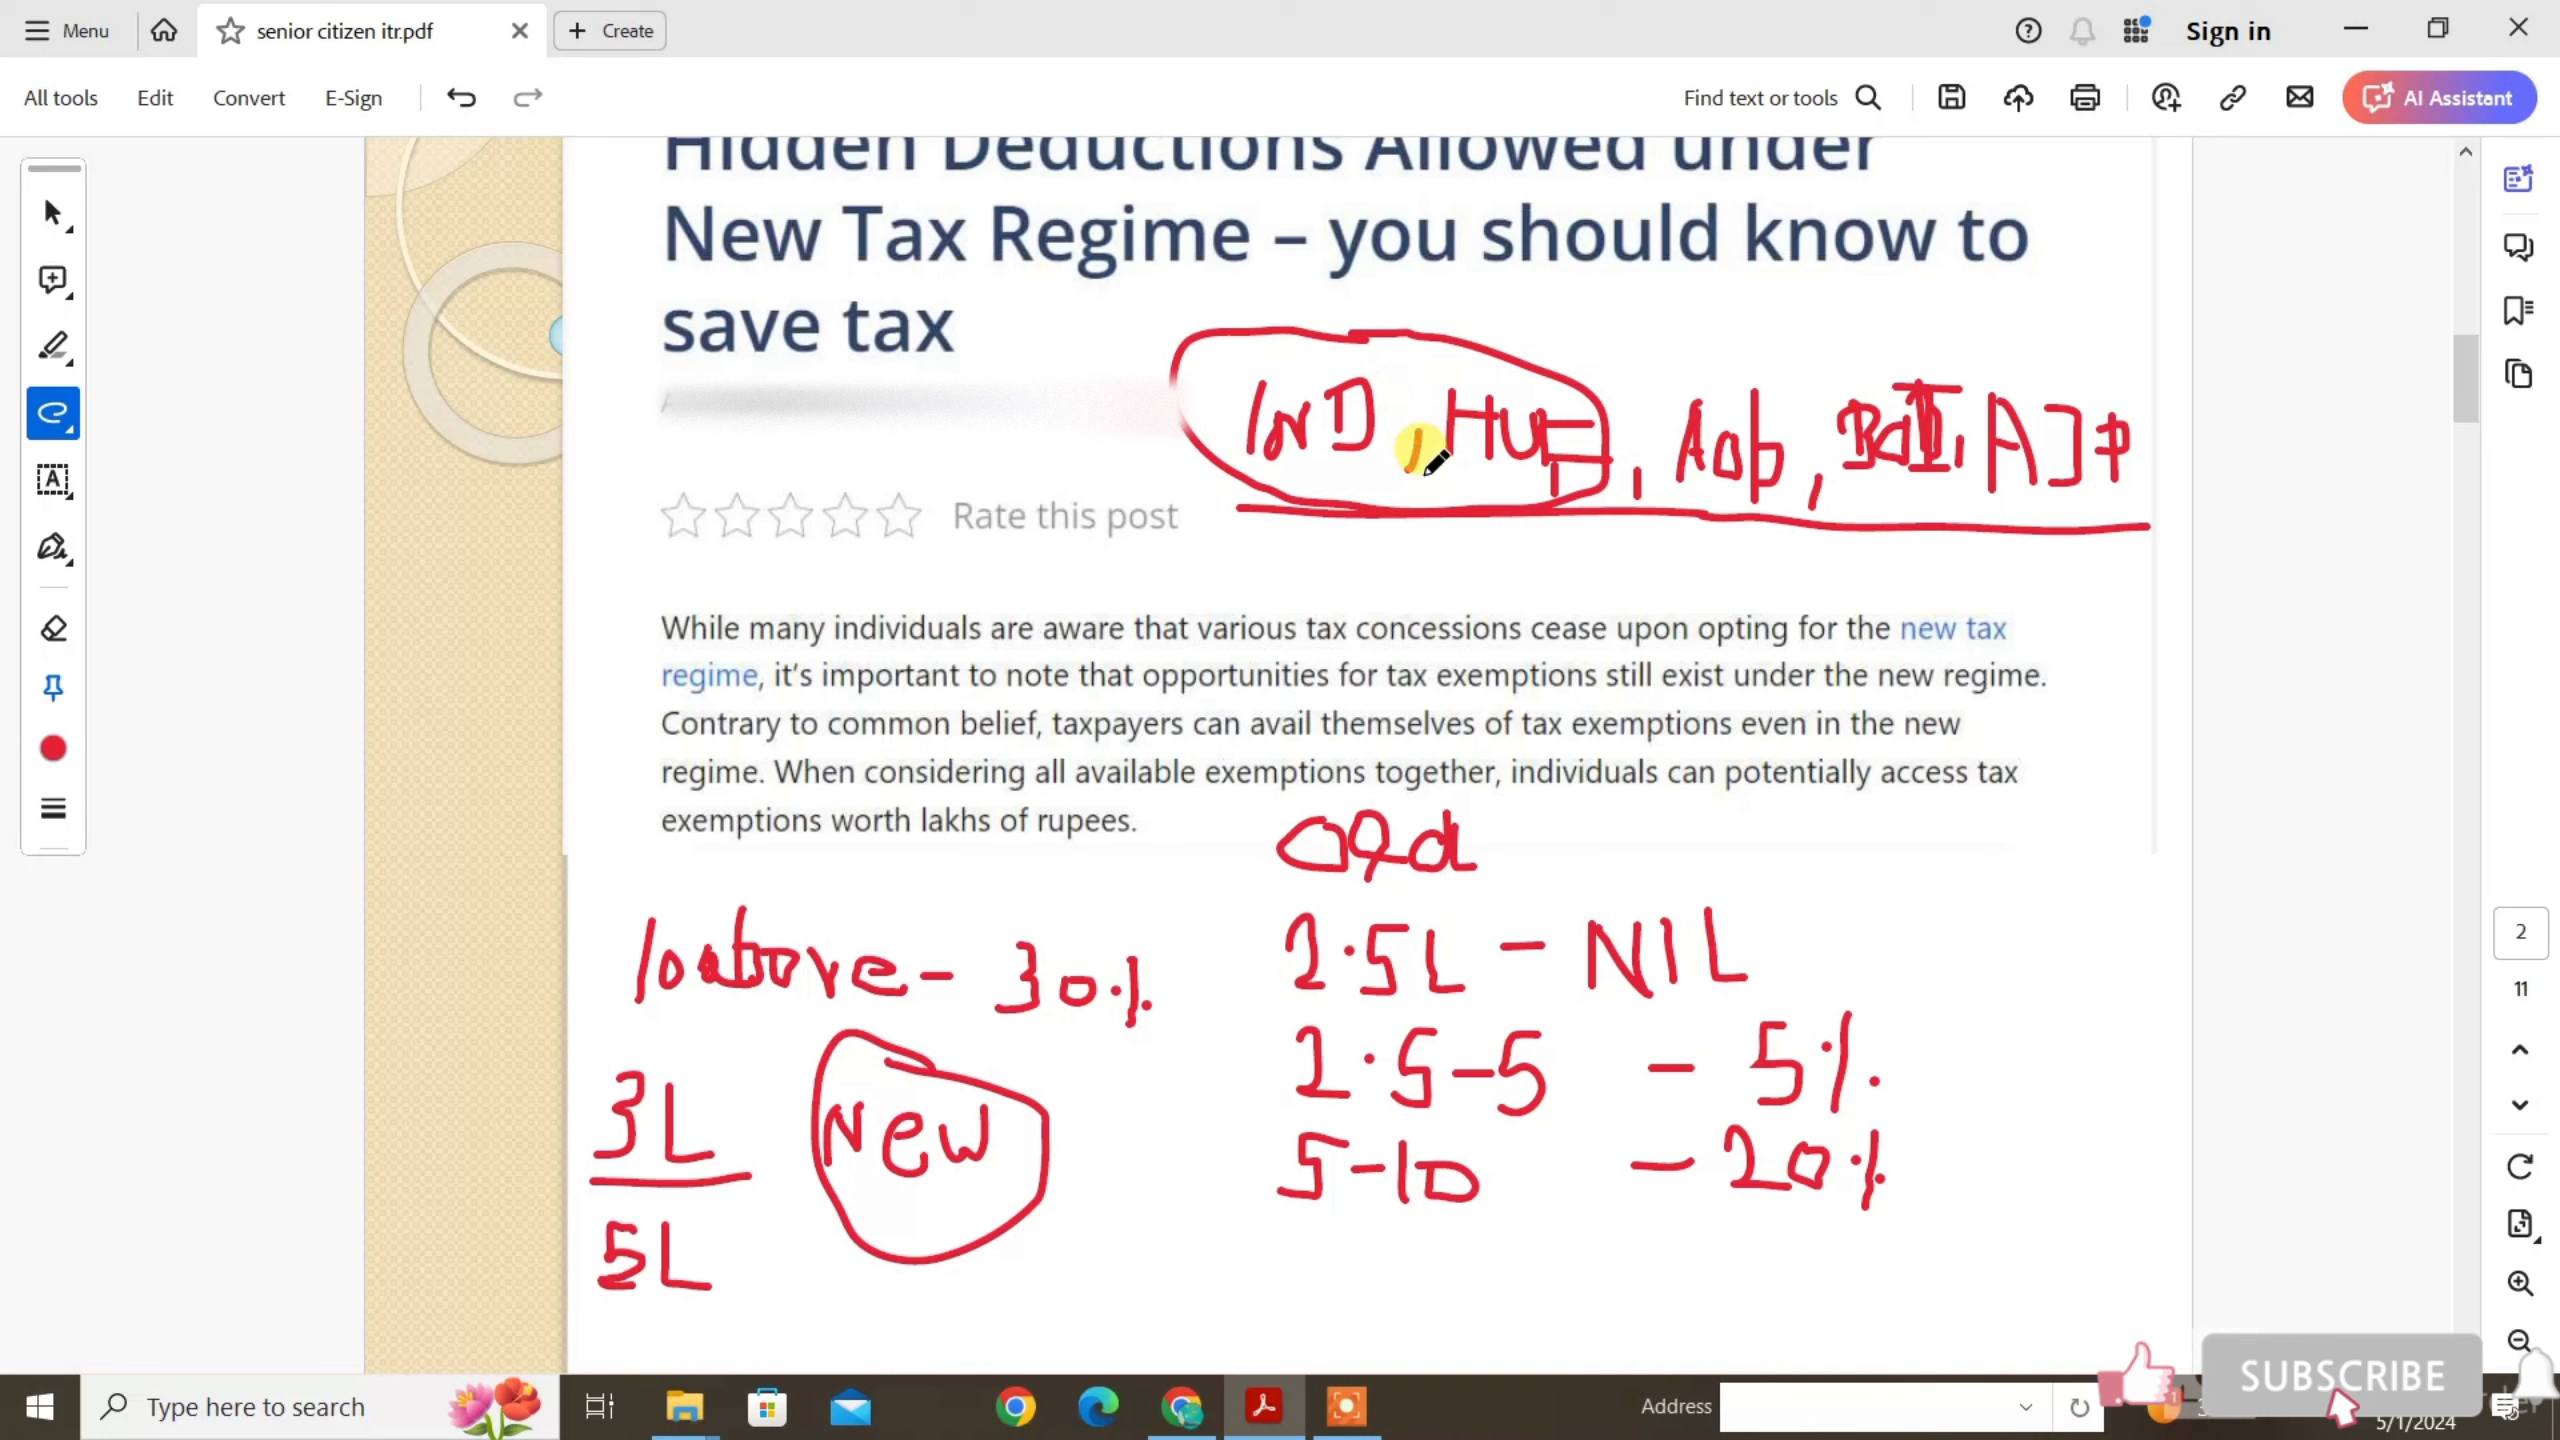 Menu
senior citizen itr.pdf
Create
Sign in
All tools
Edit
Convert
E-Sign
Find text or tools
AI Assistant
Hidden Deductions Allowed under
New Tax Regime – you should know to
save tax
InD , HUF, AOP, BOI, AJP
Rate this post
While many individuals are aware that various tax concessions cease upon opting for the new tax
regime, it's important to note that opportunities for tax exemptions still exist under the new regime.
Contrary to common belief, taxpayers can avail themselves of tax exemptions even in the new
regime. When considering all available exemptions together, individuals can potentially access tax
exemptions worth lakhs of rupees.
old
10above - 30%
2.5L - NIL
2.5-5 - 5%
5-10 - 20%
3L
New
5L
2
11
Type here to search
Address
SUBSCRIBE
5/1/2024